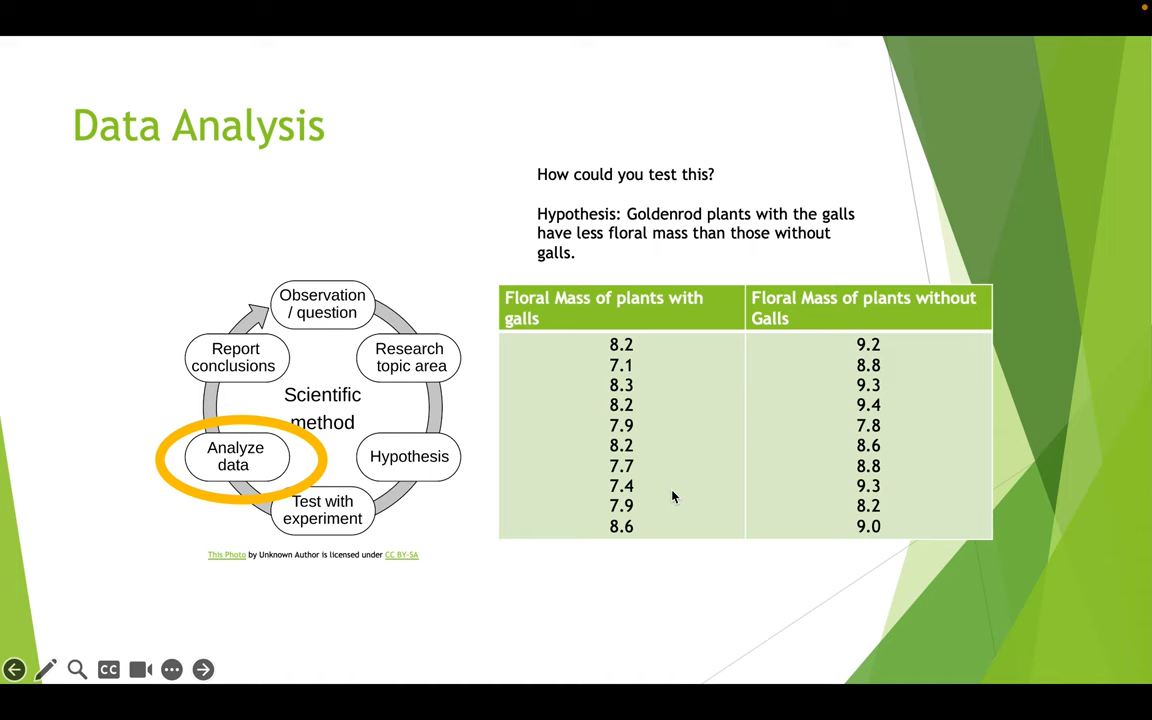 Data Analysis
How could you test this?
Hypothesis: Goldenrod plants with the galls
have less floral mass than those without
galls.
Observation
/ question
Research
topic area
Hypothesis
Test with
experiment
Analyze
data
Report
conclusions
Scientific
method
This Photo by Unknown Author is licensed under CC BY-SA
Floral Mass of plants with
galls
Floral Mass of plants without
Galls
8.2 9.2
7.1 8.8
8.3 9.3
8.2 9.4
7.9 7.8
8.2 8.6
7.7 8.8
7.4 9.3
7.9 8.2
8.6 9.0
CC